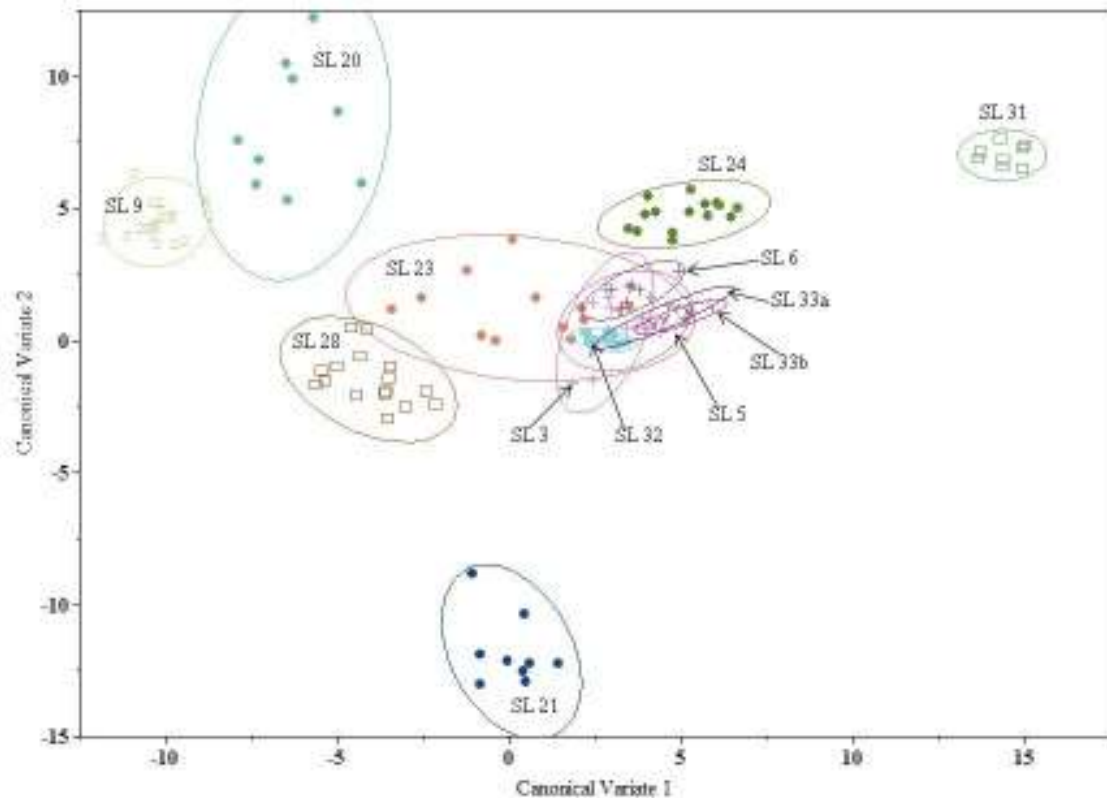 SL 20
SL 31
10
SL 24
SL 9
5
SL 6
SL 23
SL 33a
SL 28
0
SL 33b
SL 3
SL 32
SL 5
Canonical Variate 2
-5
-10
SL 21
-15
-10
-5
0
5
10
15
Canonical Variate 1